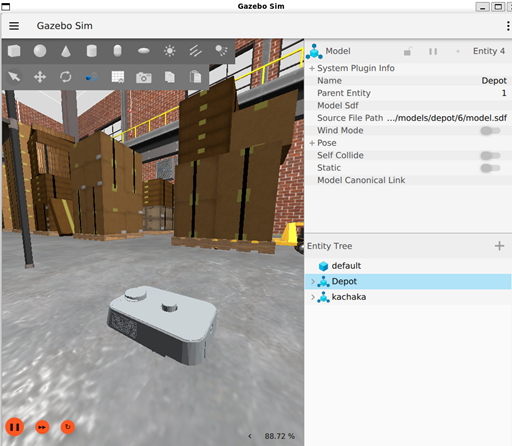 Gazebo Sim
Gazebo Sim
Model
Entity 4
System Plugin Info
Name Depot
Parent Entity 1
Model Sdf
Source File Path .../models/depot/6/model.sdf
Wind Mode
Pose
Self Collide
Static
Model Canonical Link
Entity Tree
default
Depot
kachaka
88.72 %